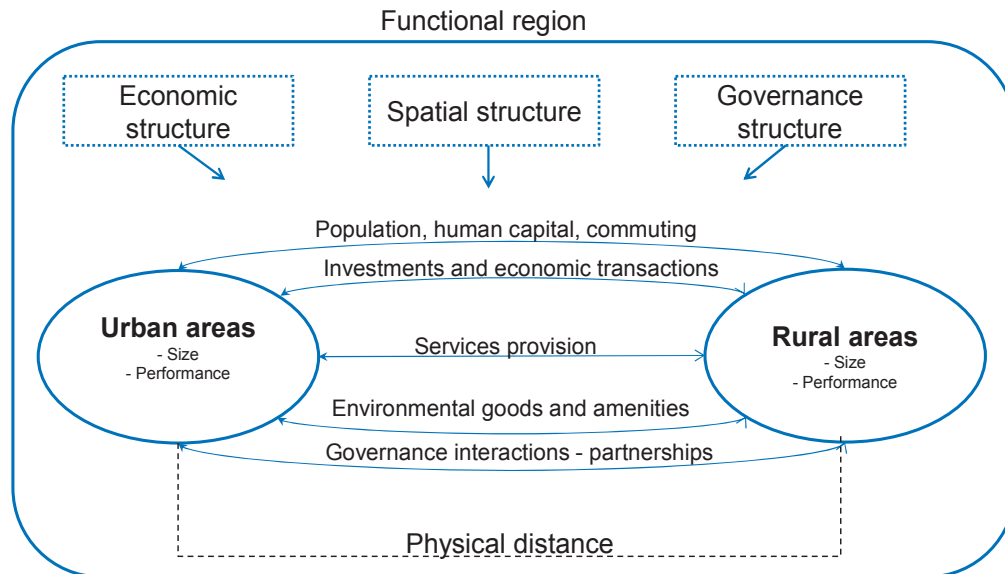 Functional region
Economic
structure
Spatial structure
Governance
structure
Population, human capital, commuting
Investments and economic transactions
Urban areas
- Size
- Performance
Services provision
Rural areas
- Size
- Performance
Environmental goods and amenities
Governance interactions - partnerships
Physical distance